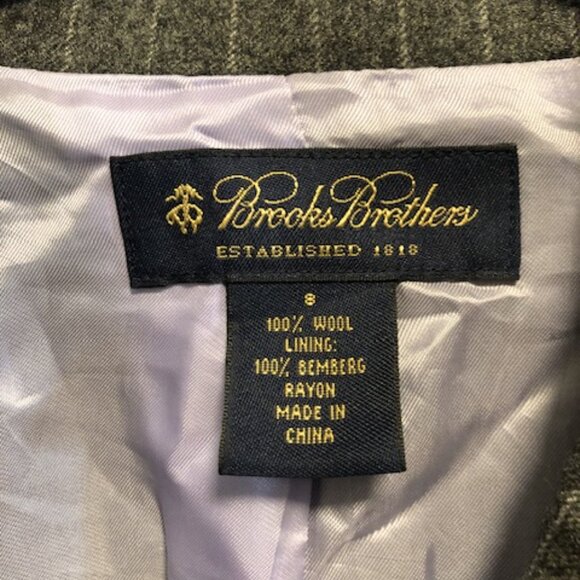 Brooks Brothers
ESTABLISHED 1818
8
100% WOOL
LINING:
100% BEMBERG
RAYON
MADE IN
CHINA